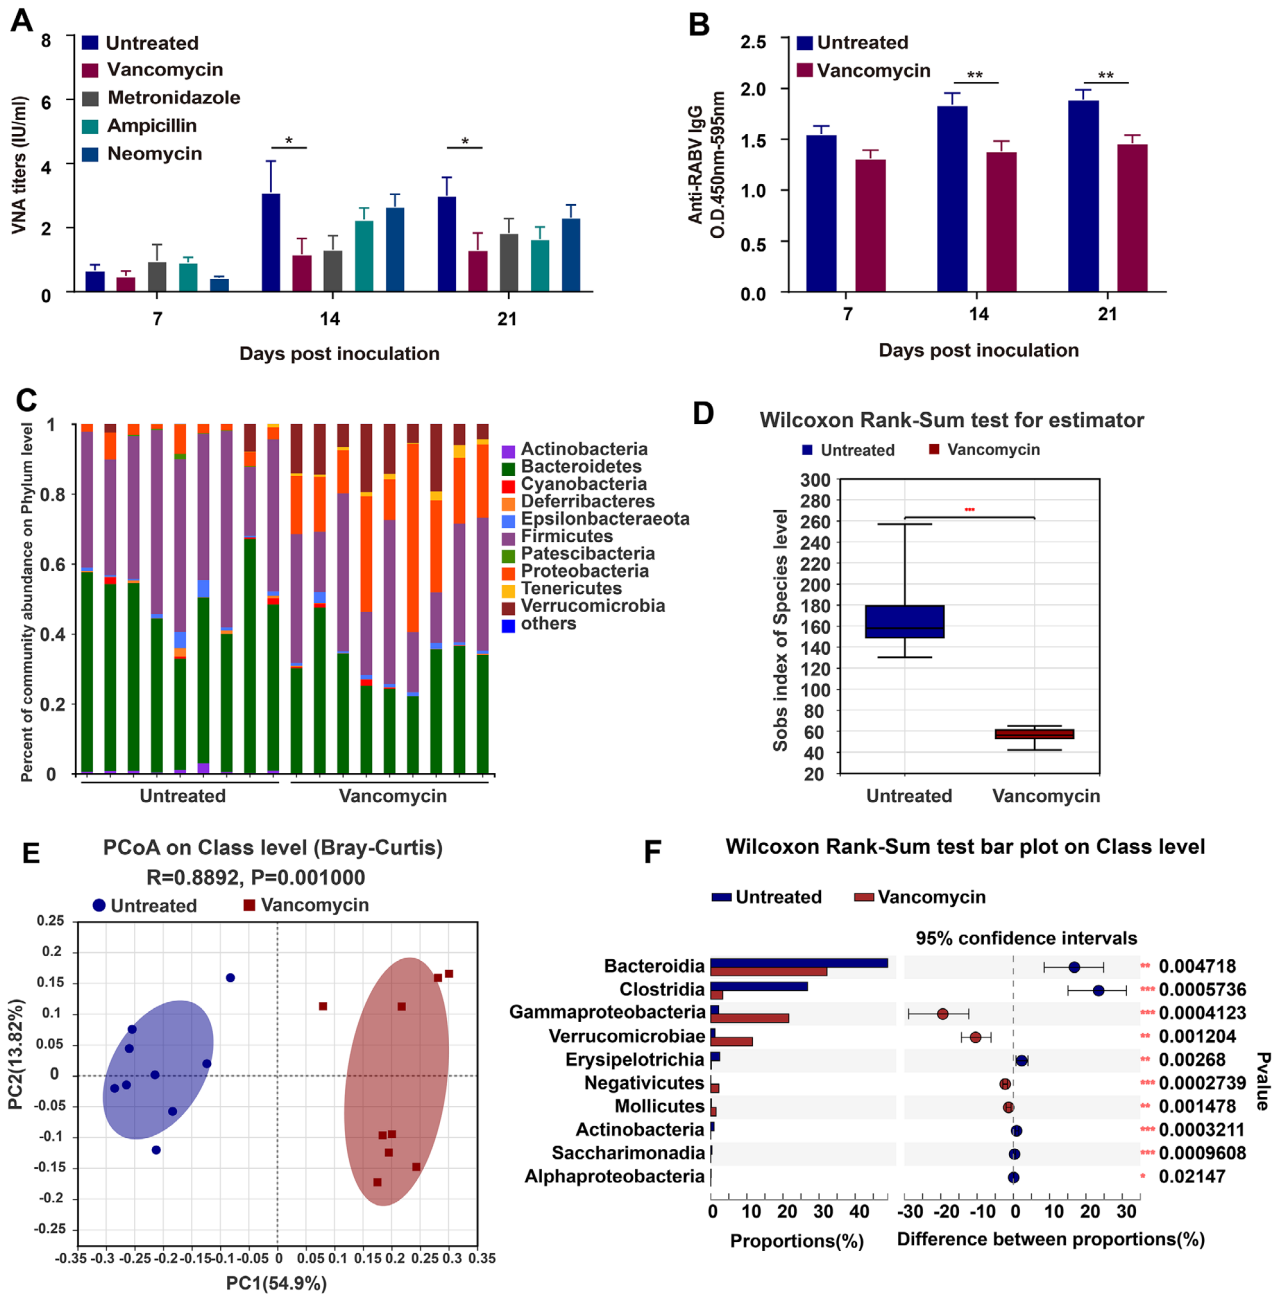 A
8
6
4
2
0
VNA titers (IU/ml)
Untreated
Vancomycin
Metronidazole
Ampicillin
Neomycin
*
*
7 14 21
Days post inoculation
B
2.5
2.0
1.5
1.0
0.5
0.0
Anti-RABV IgG
O.D.450nm-595nm
Untreated
Vancomycin
**
**
7 14 21
Days post inoculation
C
1
0.8
0.6
0.4
0.2
0
Percent of community abundance on Phylum level
Untreated Vancomycin
Actinobacteria
Bacteroidetes
Cyanobacteria
Deferribacteres
Epsilonbacteraeota
Firmicutes
Patescibacteria
Proteobacteria
Tenericutes
Verrucomicrobia
others
D
Wilcoxon Rank-Sum test for estimator
Untreated Vancomycin
300
280
260
240
220
200
180
160
140
120
100
80
60
40
20
Sobs index of Species level
***
Untreated Vancomycin
E
PCoA on Class level (Bray-Curtis)
R=0.8892, P=0.001000
Untreated Vancomycin
0.25
0.2
0.15
0.1
0.05
0
-0.05
-0.1
-0.15
-0.2
-0.25
PC2(13.82%)
-0.35 -0.3 -0.25 -0.2 -0.15 -0.1 -0.05 0 0.05 0.1 0.15 0.2 0.25 0.3 0.35
PC1(54.9%)
F
Wilcoxon Rank-Sum test bar plot on Class level
Untreated Vancomycin
95% confidence intervals
Bacteroidia ** 0.004718
Clostridia *** 0.0005736
Gammaproteobacteria *** 0.0004123
Verrucomicrobiae ** 0.001204
Erysipelotrichia ** 0.00268
Negativicutes *** 0.0002739
Mollicutes ** 0.001478
Actinobacteria *** 0.0003211
Saccharimonadia *** 0.0009608
Alphaproteobacteria * 0.02147
Pvalue
0 10 20 30 40
-30 -20 -10 0 10 20 30
Proportions(%)
Difference between proportions(%)